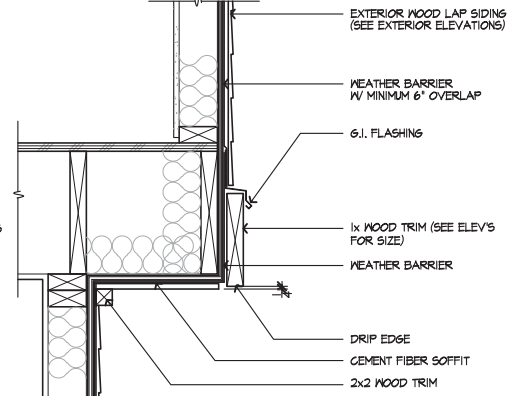 EXTERIOR WOOD LAP SIDING
(SEE EXTERIOR ELEVATIONS)
WEATHER BARRIER
W/ MINIMUM 6" OVERLAP
G.I. FLASHING
1x WOOD TRIM (SEE ELEV'S
FOR SIZE)
WEATHER BARRIER
DRIP EDGE
CEMENT FIBER SOFFIT
2x2 WOOD TRIM